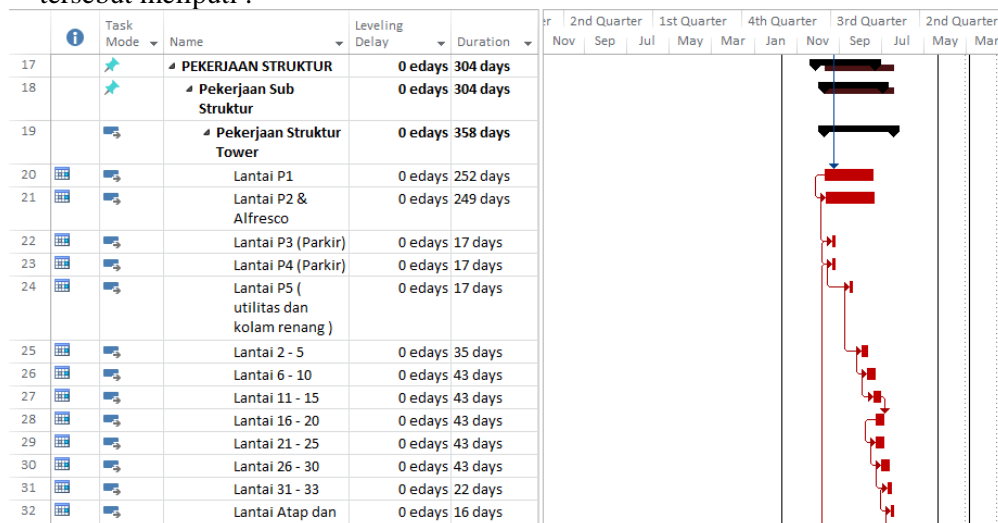 tersebut meliputi :
Task Mode Name Leveling Delay Duration
2nd Quarter 1st Quarter 4th Quarter 3rd Quarter 2nd Quarter
Nov Sep Jul May Mar Jan Nov Sep Jul May Mar
17 PEKERJAAN STRUKTUR 0 edays 304 days
18 Pekerjaan Sub Struktur 0 edays 304 days
19 Pekerjaan Struktur Tower 0 edays 358 days
20 Lantai P1 0 edays 252 days
21 Lantai P2 & Alfresco 0 edays 249 days
22 Lantai P3 (Parkir) 0 edays 17 days
23 Lantai P4 (Parkir) 0 edays 17 days
24 Lantai P5 ( utilitas dan kolam renang ) 0 edays 17 days
25 Lantai 2 - 5 0 edays 35 days
26 Lantai 6 - 10 0 edays 43 days
27 Lantai 11 - 15 0 edays 43 days
28 Lantai 16 - 20 0 edays 43 days
29 Lantai 21 - 25 0 edays 43 days
30 Lantai 26 - 30 0 edays 43 days
31 Lantai 31 - 33 0 edays 22 days
32 Lantai Atap dan 0 edays 16 days